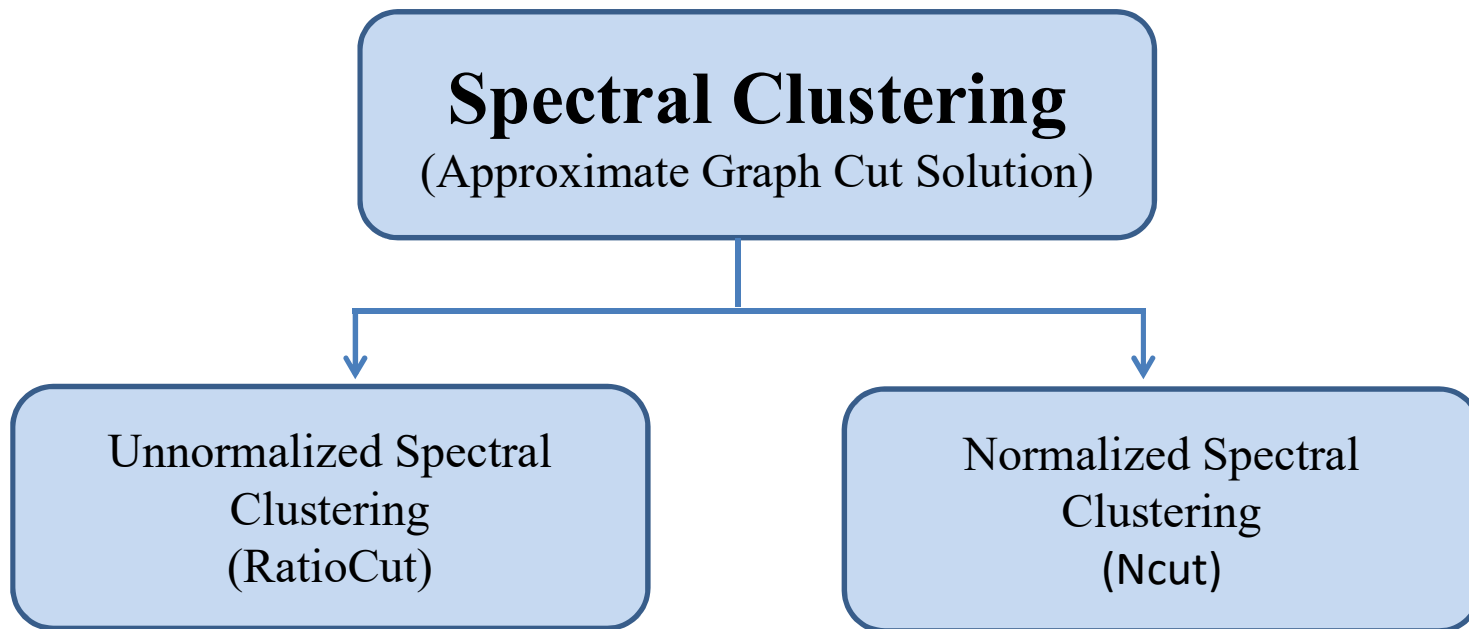 Spectral Clustering
(Approximate Graph Cut Solution)
Unnormalized Spectral
Clustering
(RatioCut)
Normalized Spectral
Clustering
(Ncut)